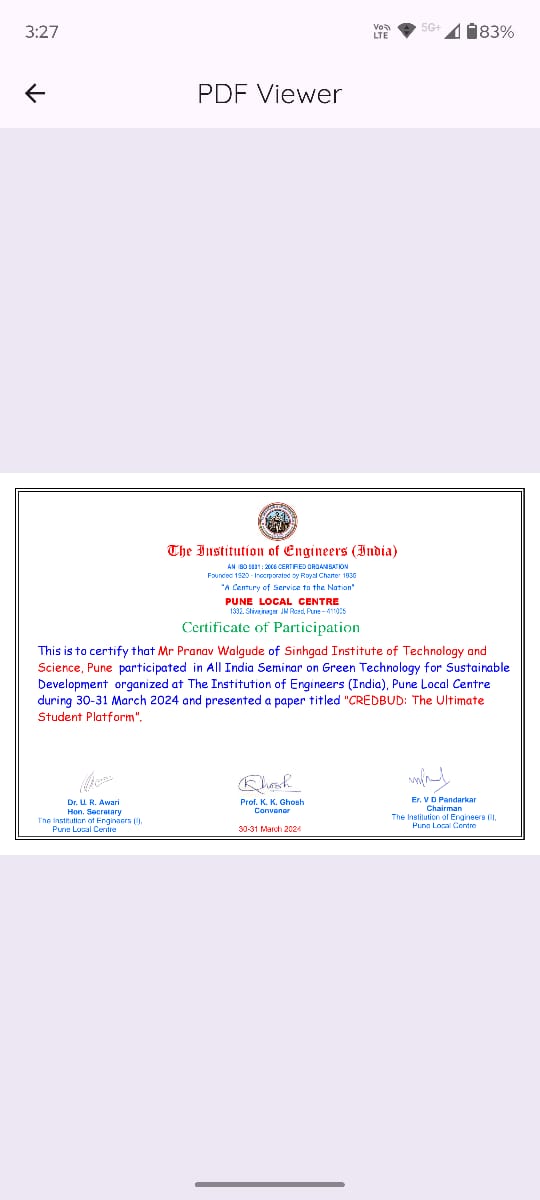 3:27
Vo))
LTE
5G+
83%
PDF Viewer
The Institution of Engineers (India)
AN ISO 9001 : 2008 CERTIFIED ORGANISATION
Founded 1920 - Incorporated by Royal Charter 1935
"A Century of Service to the Nation"
PUNE LOCAL CENTRE
1332, Shivajinagar JM Road, Pune - 411005
Certificate of Participation
This is to certify that Mr Pranav Walgude of Sinhgad Institute of Technology and
Science, Pune participated in All India Seminar on Green Technology for Sustainable
Development organized at The Institution of Engineers (India), Pune Local Centre
during 30-31 March 2024 and presented a paper titled "CREDBUD: The Ultimate
Student Platform".
KGhosh
Dr. U. R. Awari
Hon. Secretary
The Institution of Engineers (I),
Pune Local Centre
Prof. K. K. Ghosh
Convener
30-31 March 2024
Er. V D Pandarkar
Chairman
The Institution of Engineers (I),
Pune Local Centre